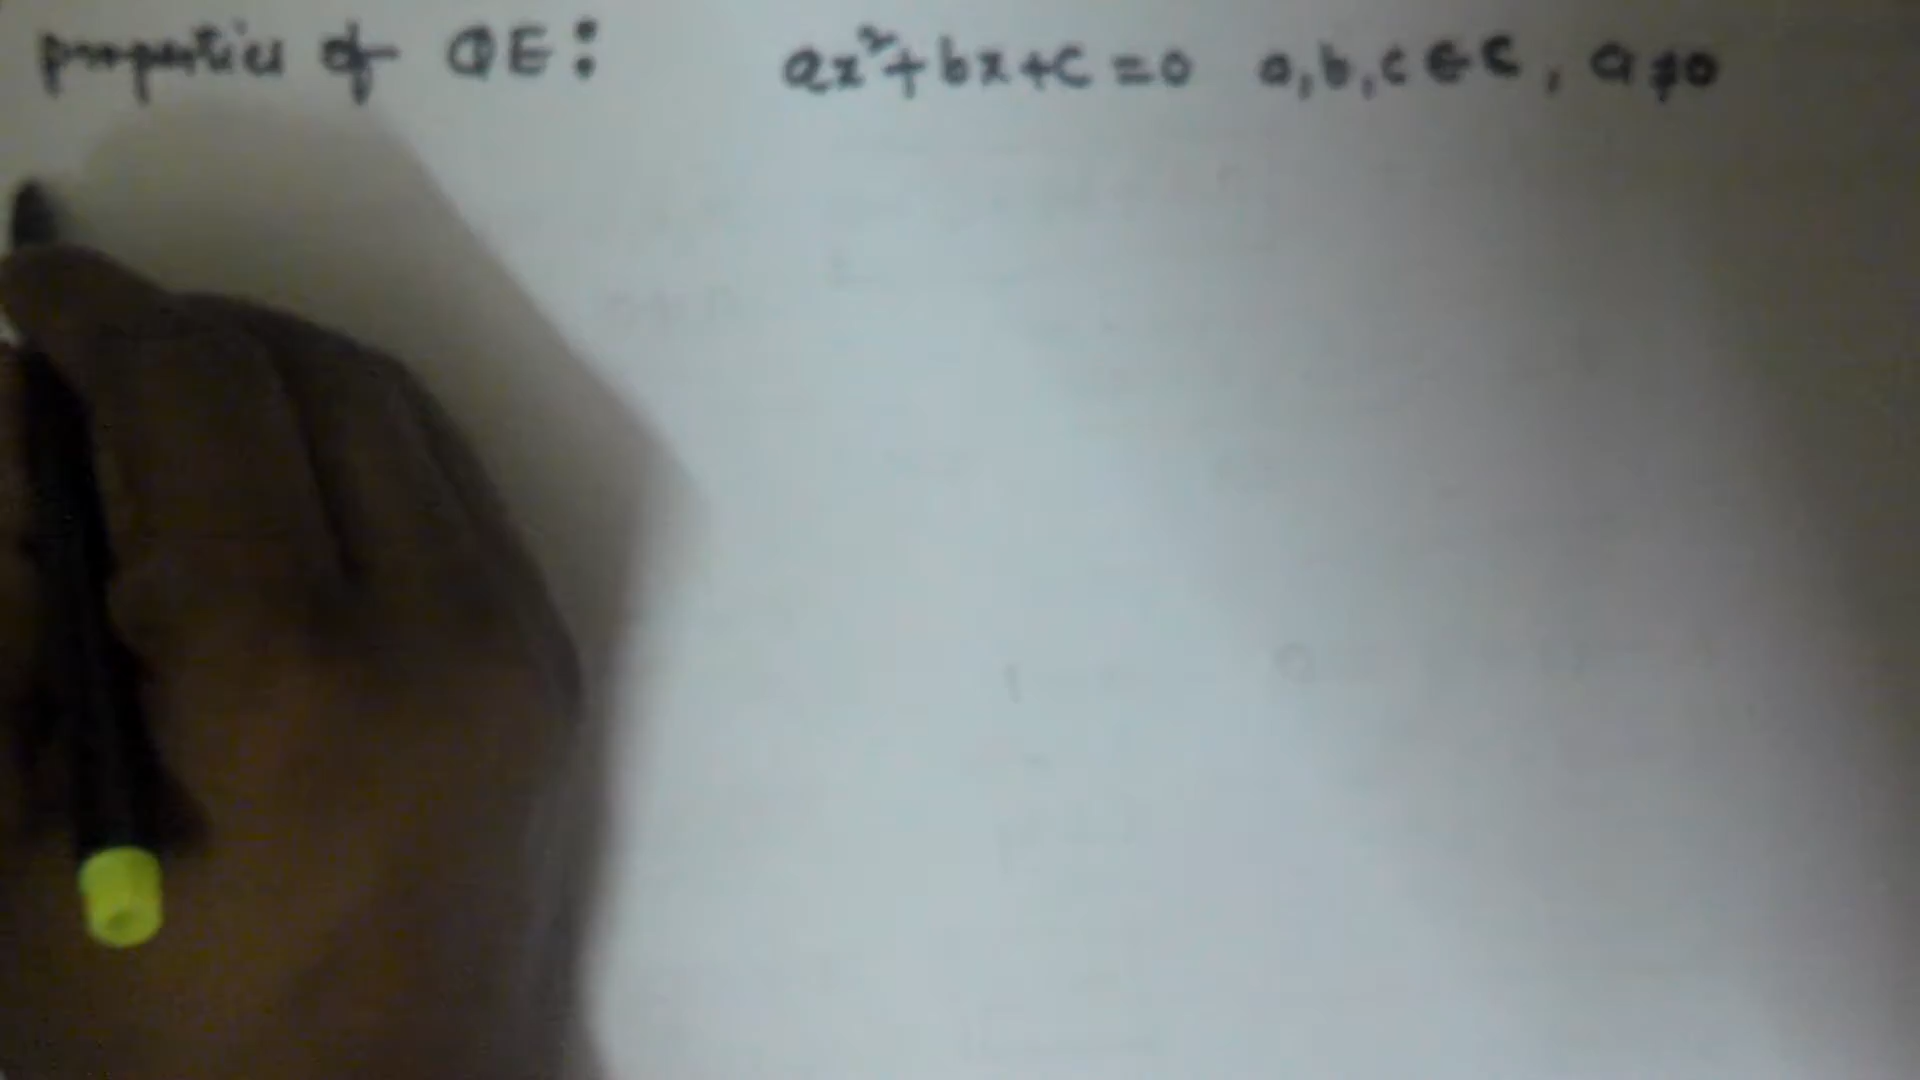 properties of QE: ax²+bx+c=0 a,b,c∈C, a≠0